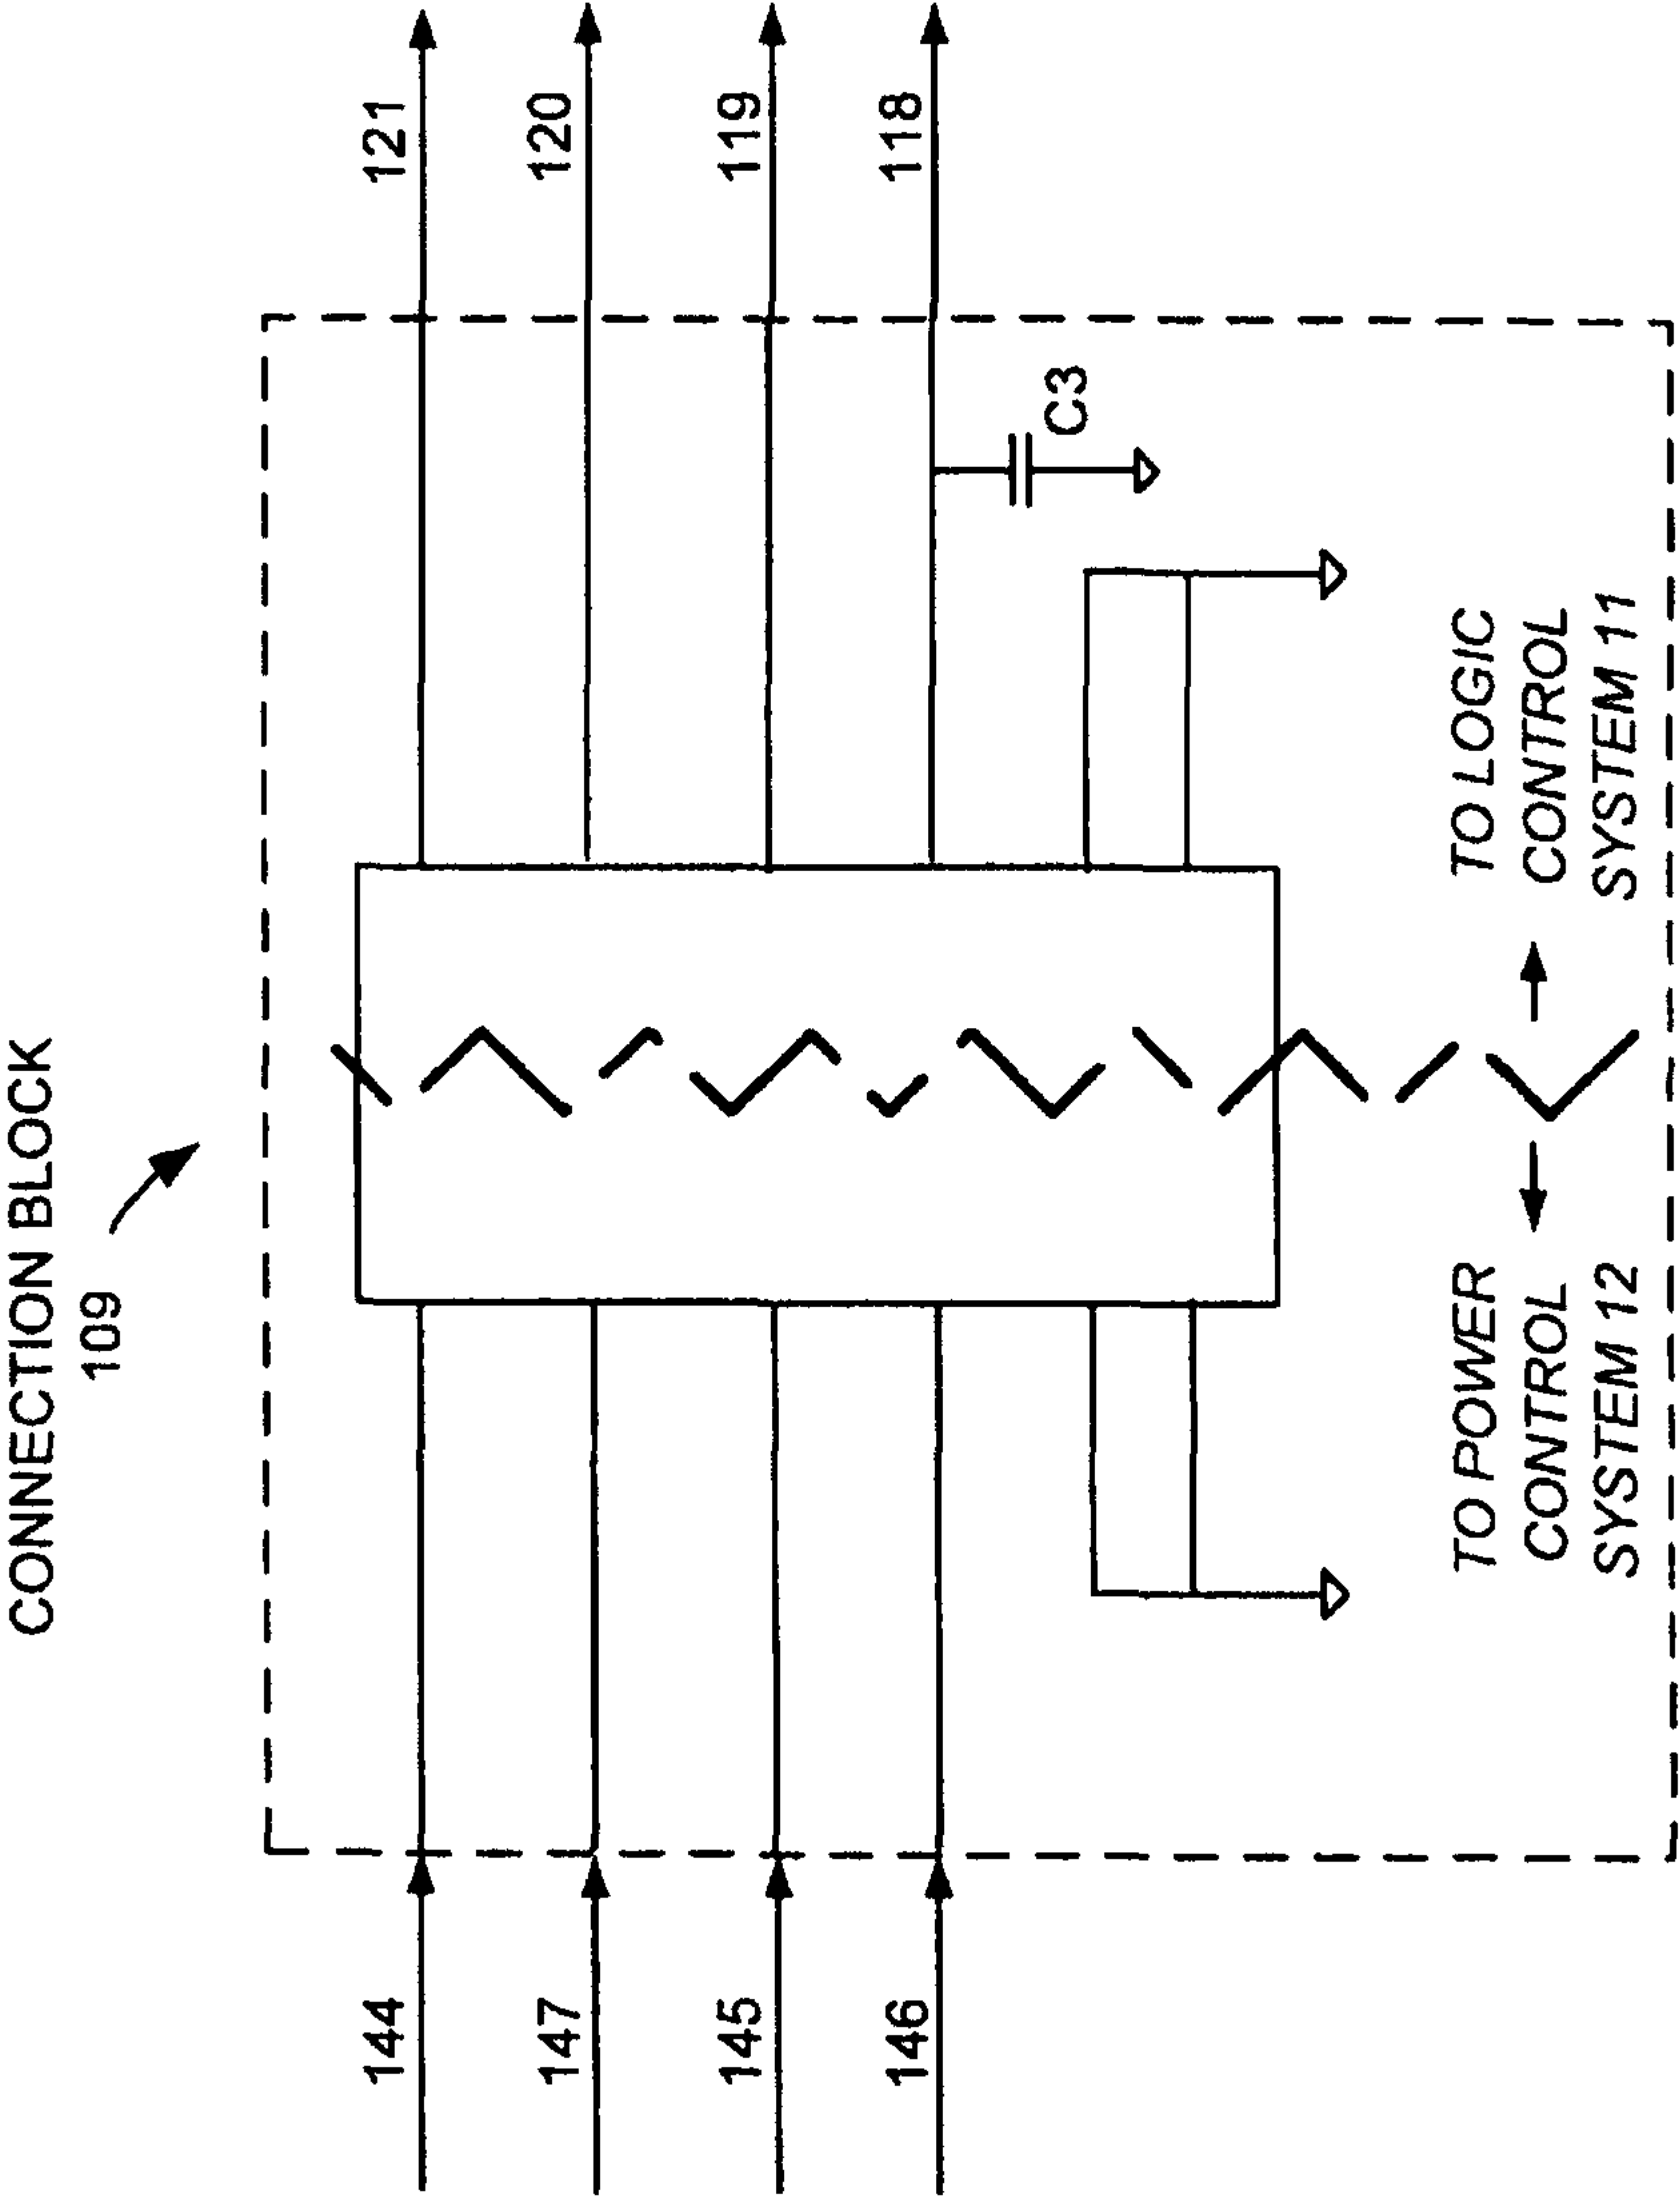 CONNECTION BLOCK
109
144
121
147
120
145
119
146
118
C3
TO POWER
CONTROL
SYSTEM 12
TO LOGIC
CONTROL
SYSTEM 11